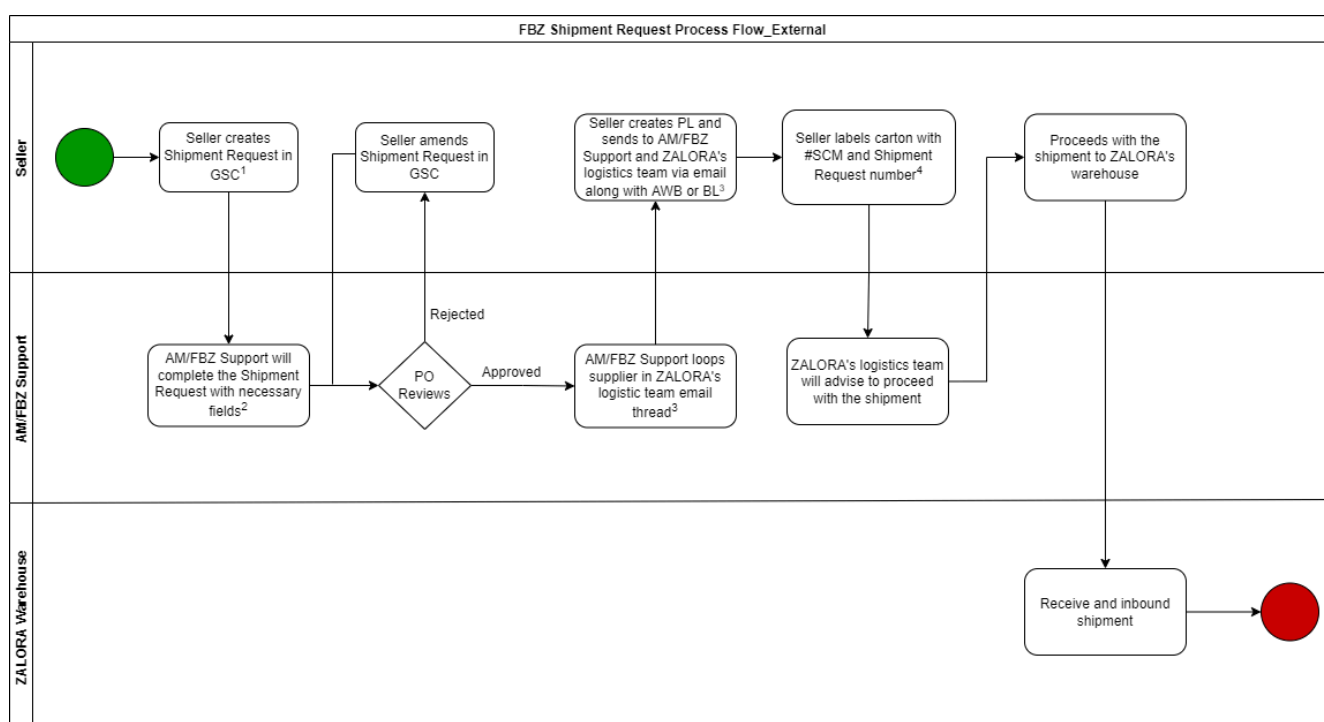 FBZ Shipment Request Process Flow_External
Seller
Seller creates
Shipment Request in
GSC¹
Seller amends
Shipment Request in
GSC
Seller creates PL and
sends to AM/FBZ
Support and ZALORA's
logistics team via email
along with AWB or BL³
Seller labels carton with
#SCM and Shipment
Request number⁴
Proceeds with the
shipment to ZALORA's
warehouse
AM/FBZ Support
Rejected
AM/FBZ Support will
complete the Shipment
Request with necessary
fields²
PO
Reviews
Approved
AM/FBZ Support loops
supplier in ZALORA's
logistic team email
thread³
ZALORA's logistics team
will advise to proceed
with the shipment
ZALORA Warehouse
Receive and inbound
shipment